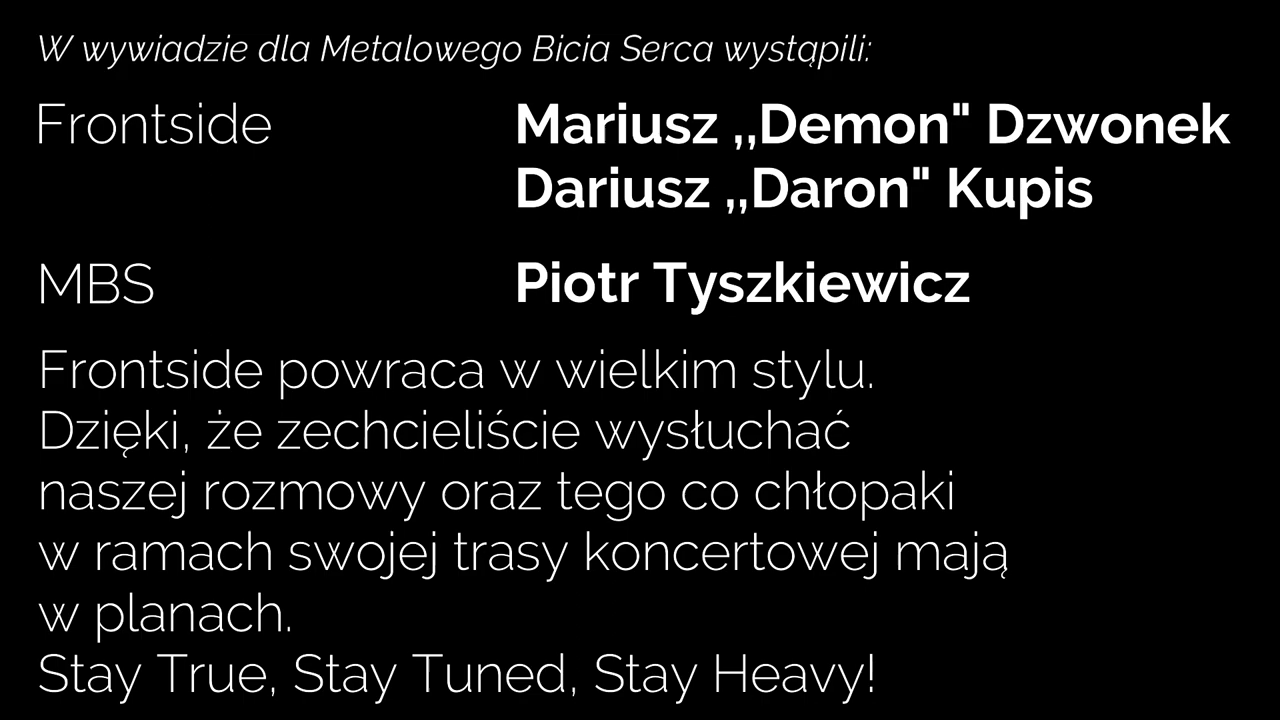 W wywiadzie dla Metalowego Bicia Serca wystąpili:
Frontside Mariusz ,,Demon" Dzwonek
Dariusz ,,Daron" Kupis
MBS Piotr Tyszkiewicz
Frontside powraca w wielkim stylu.
Dzięki, że zechcieliście wysłuchać
naszej rozmowy oraz tego co chłopaki
w ramach swojej trasy koncertowej mają
w planach.
Stay True, Stay Tuned, Stay Heavy!